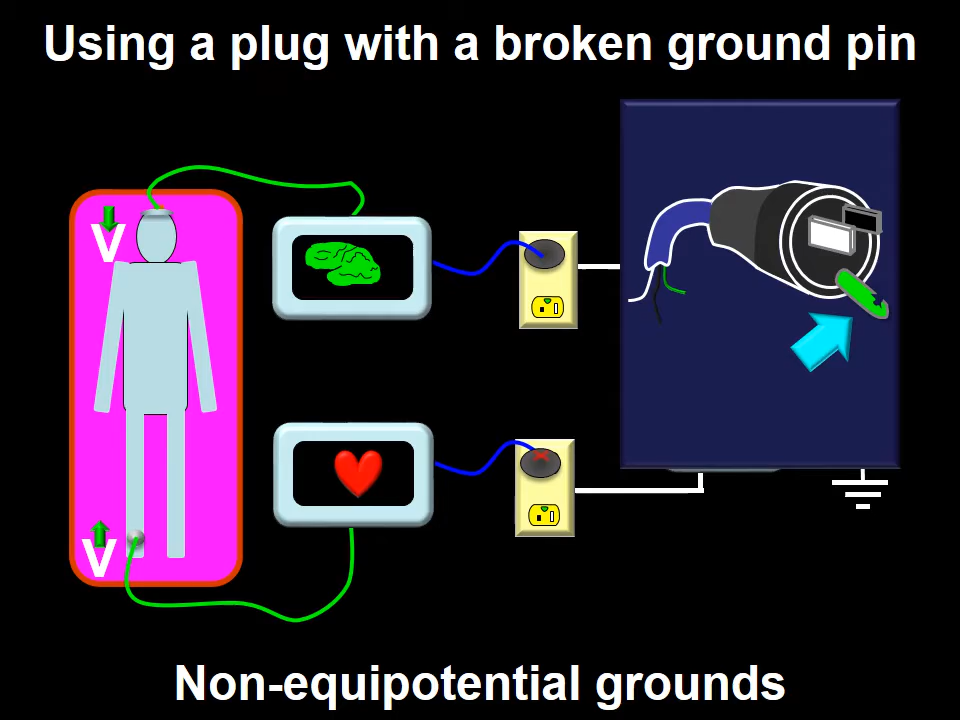 Using a plug with a broken ground pin
V
V
Non-equipotential grounds